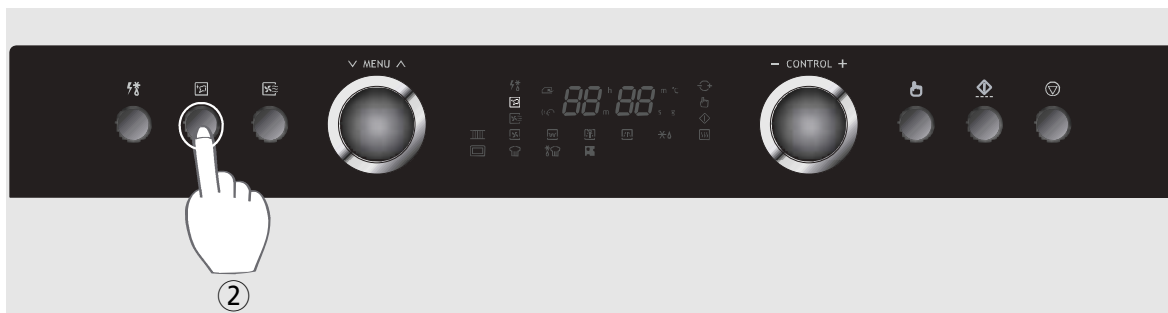 ∨ MENU ∧
− CONTROL +
88 h 88 m °C
m s g
②